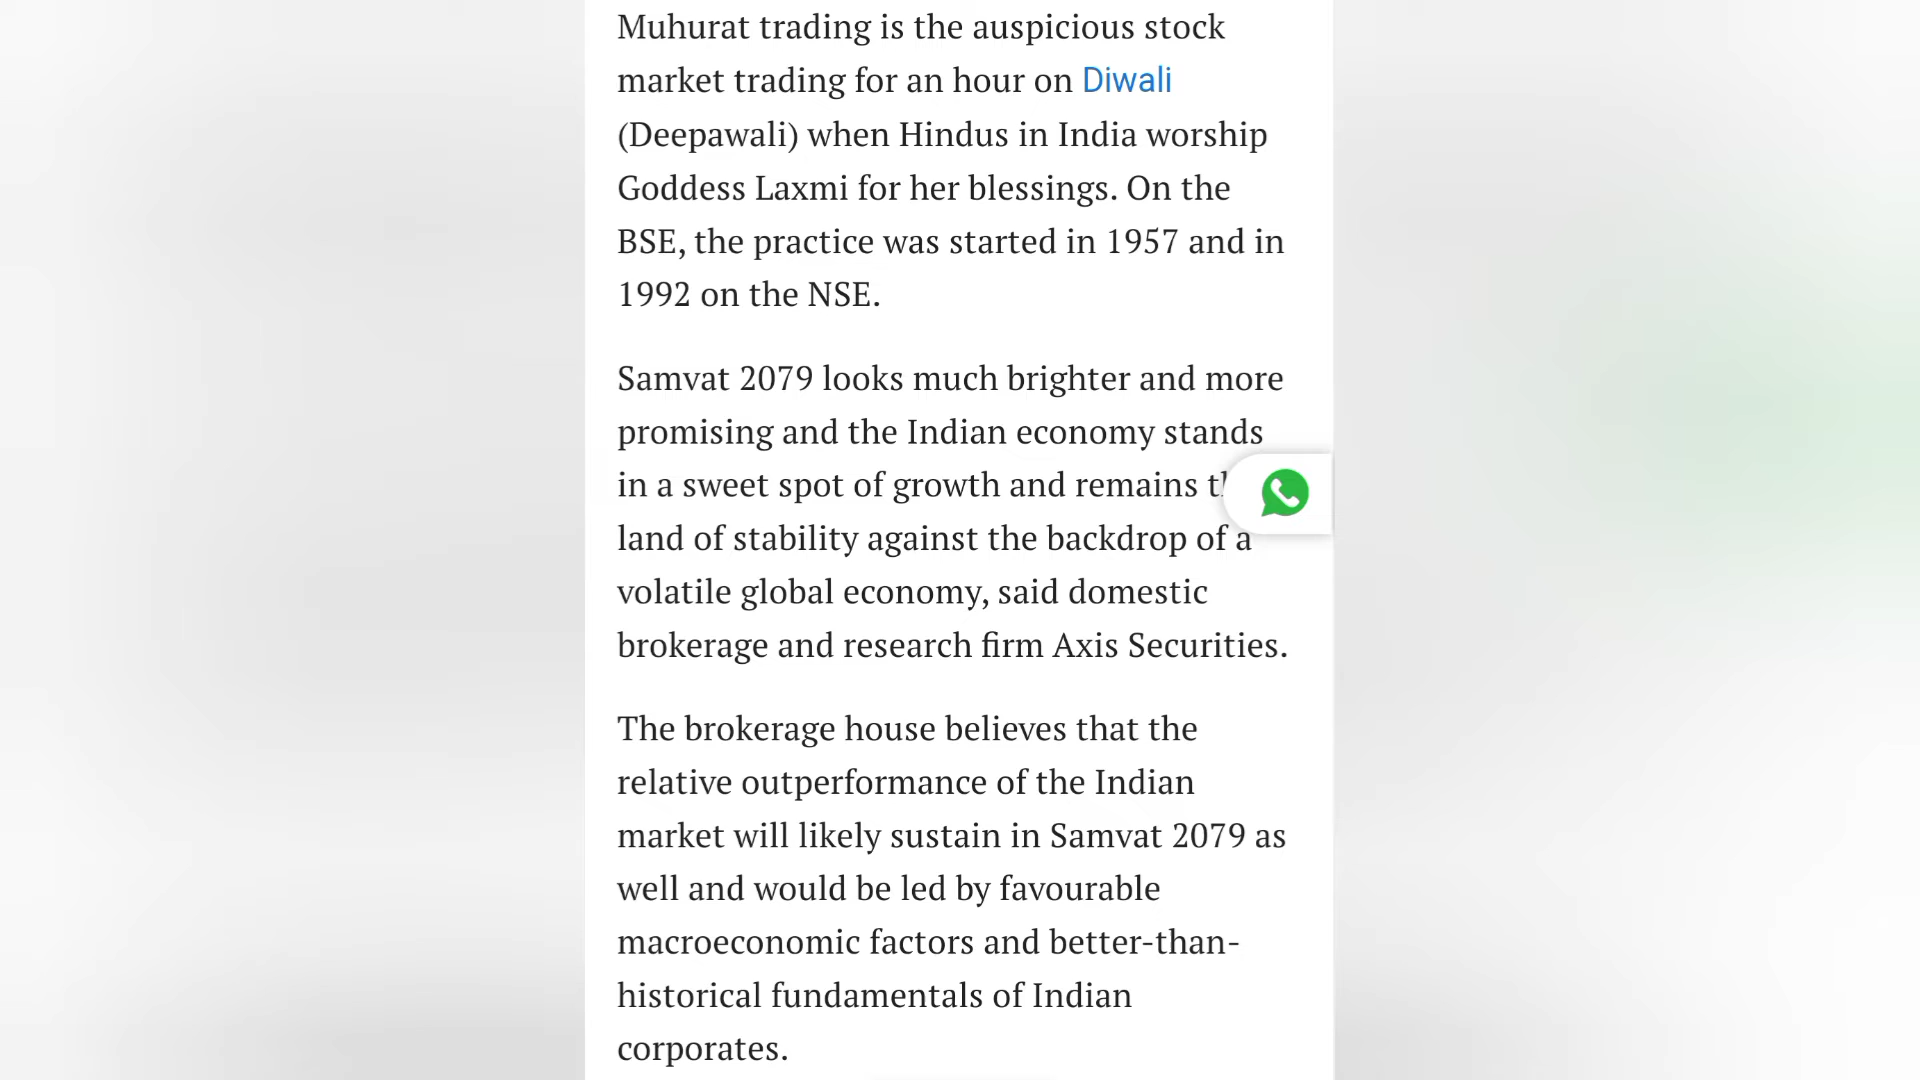 Muhurat trading is the auspicious stock
market trading for an hour on Diwali
(Deepawali) when Hindus in India worship
Goddess Laxmi for her blessings. On the
BSE, the practice was started in 1957 and in
1992 on the NSE.
Samvat 2079 looks much brighter and more
promising and the Indian economy stands
in a sweet spot of growth and remains
land of stability against the backdrop of a
volatile global economy, said domestic
brokerage and research firm Axis Securities.
The brokerage house believes that the
relative outperformance of the Indian
market will likely sustain in Samvat 2079 as
well and would be led by favourable
macroeconomic factors and better-than-
historical fundamentals of Indian
corporates.